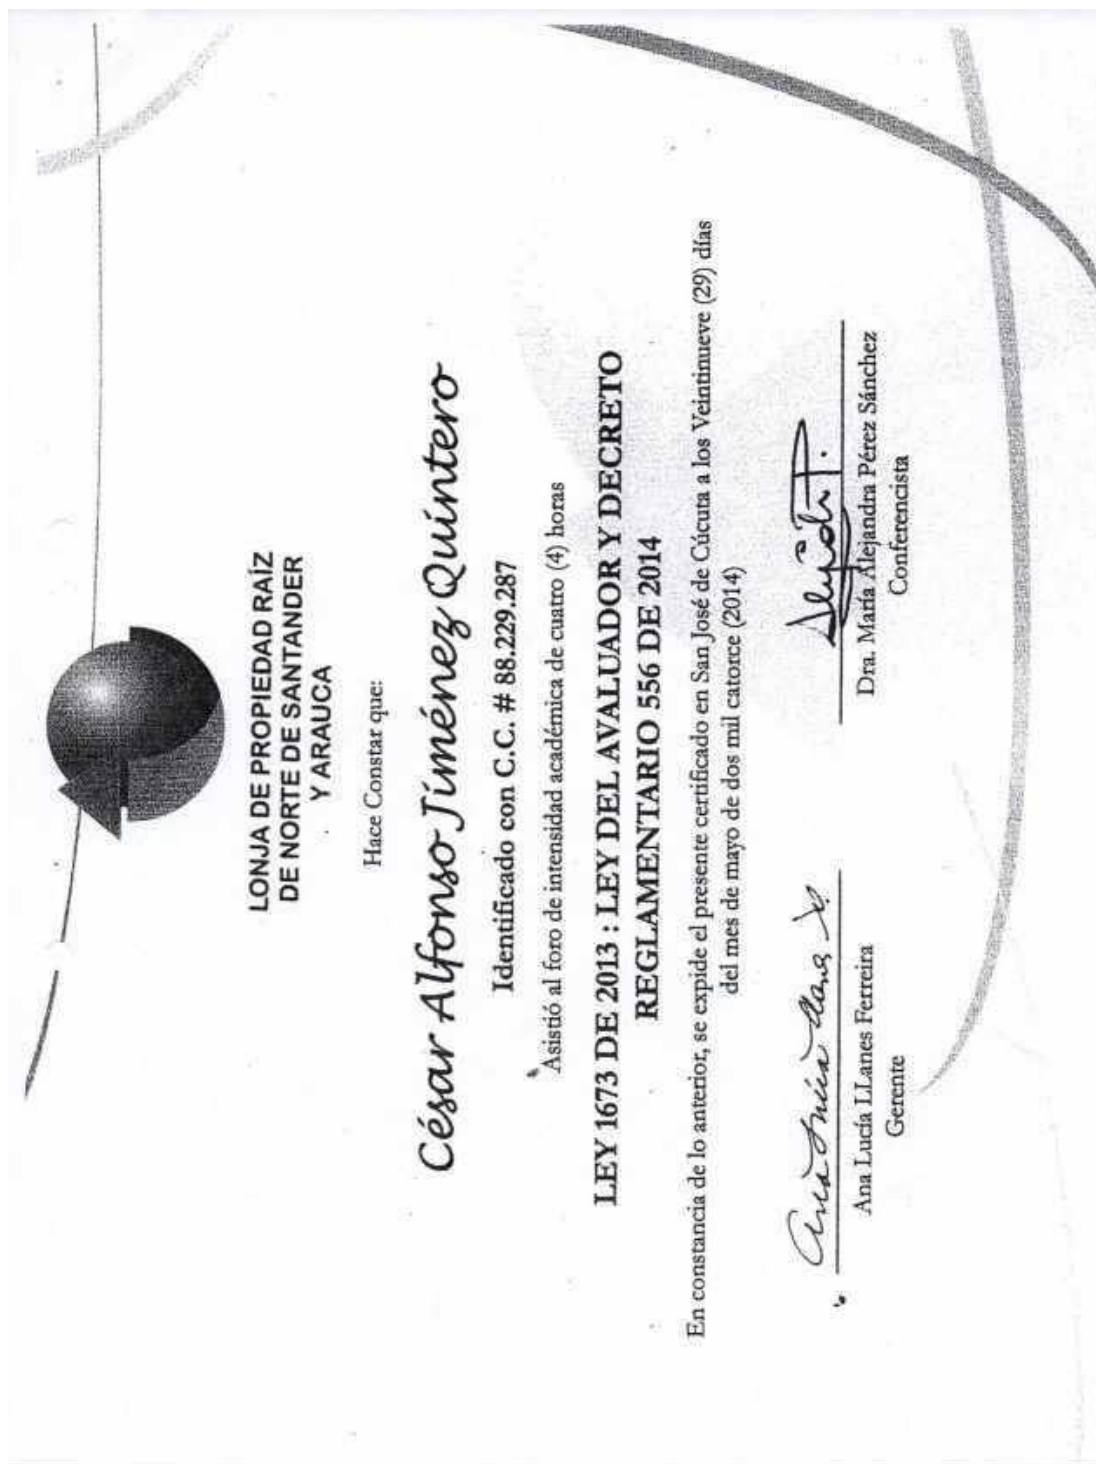 LONJA DE PROPIEDAD RAÍZ
DE NORTE DE SANTANDER
Y ARAUCA
Hace Constar que:
César Alfonso Jiménez Quintero
Identificado con C.C. # 88.229.287
Asistió al foro de intensidad académica de cuatro (4) horas
LEY 1673 DE 2013 : LEY DEL AVALUADOR Y DECRETO
REGLAMENTARIO 556 DE 2014
En constancia de lo anterior, se expide el presente certificado en San José de Cúcuta a los Veintinueve (29) días
del mes de mayo de dos mil catorce (2014)
Ana Lucía LLanes Ferreira
Gerente
Dra. María Alejandra Pérez Sánchez
Conferencista